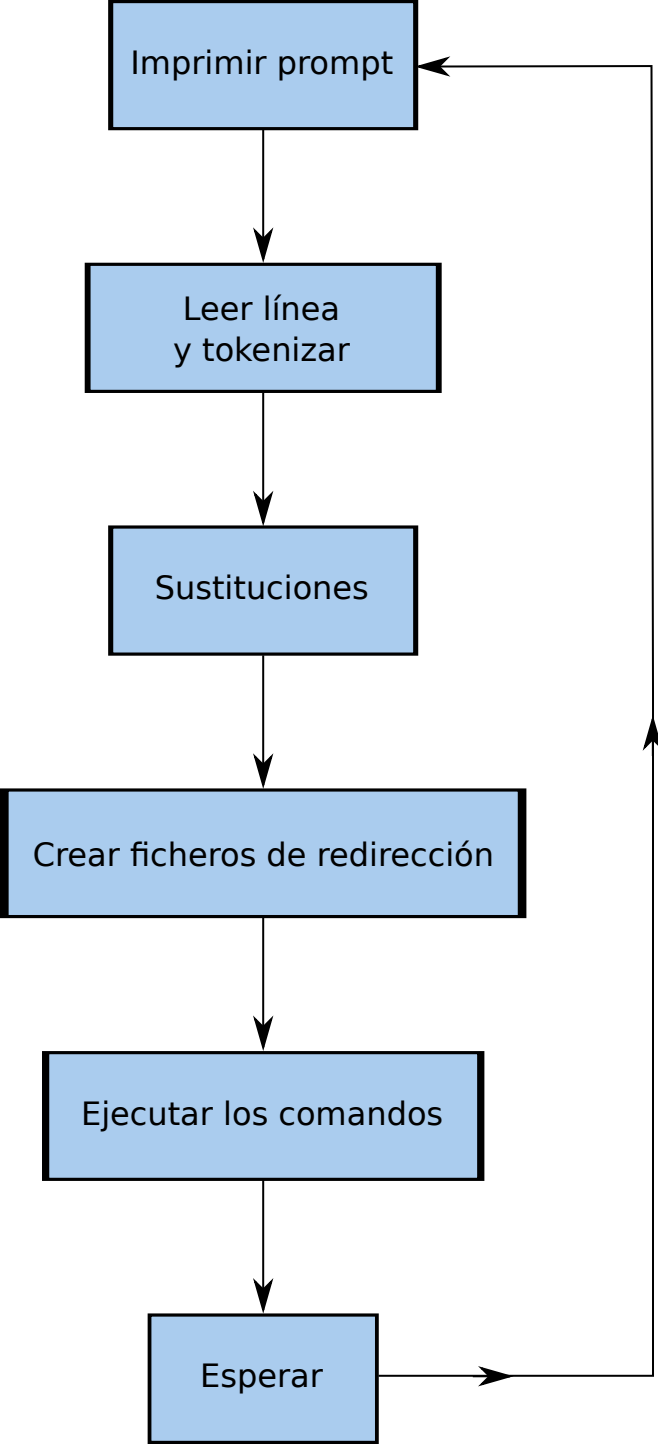 Imprimir prompt
Leer línea
y tokenizar
Sustituciones
Crear ficheros de redirección
Ejecutar los comandos
Esperar